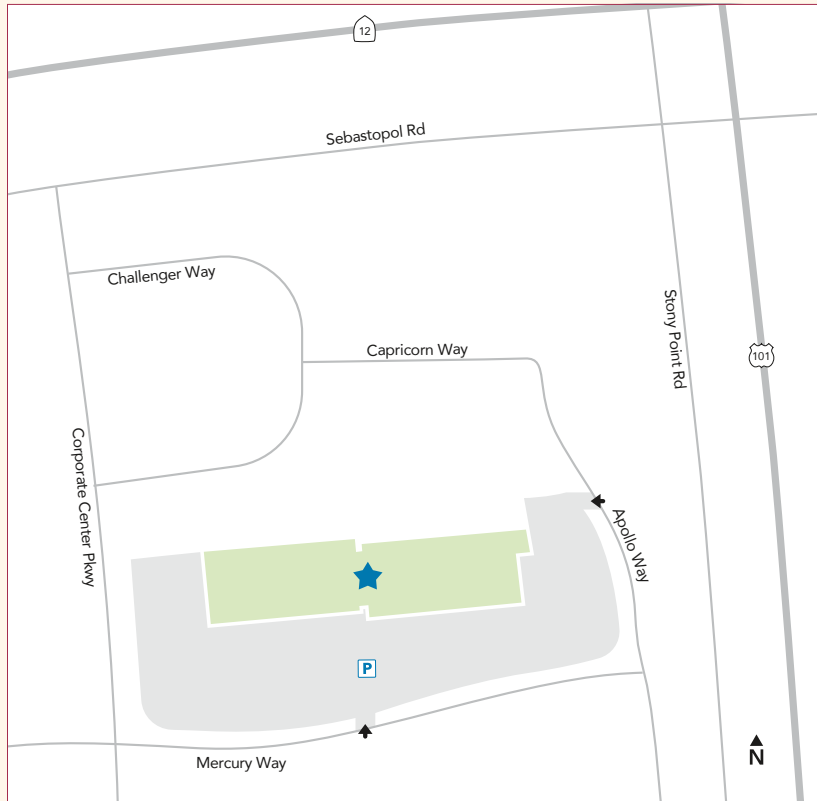 12
Sebastopol Rd
Challenger Way
Stony Point Rd
Capricorn Way
101
Corporate Center Pkwy
Apollo Way
P
N
Mercury Way